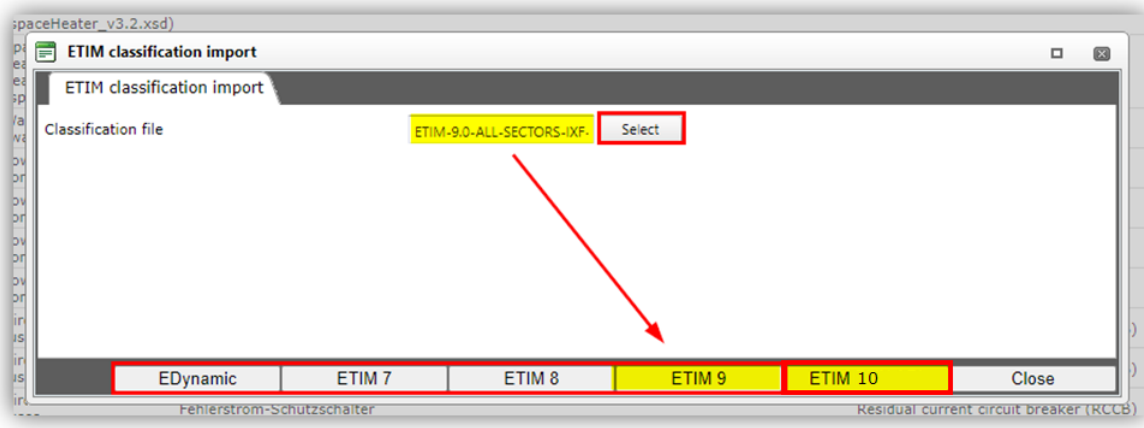 spaceHeater_v3.2.xsd)
ETIM classification import
ETIM classification import
Classification file
ETIM-9.0-ALL-SECTORS-IXF-
Select
EDynamic
ETIM 7
ETIM 8
ETIM 9
ETIM 10
Close
Fehlerstrom-Schutzschalter
Residual current circuit breaker (RCCB)